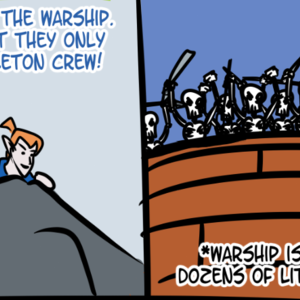 THE WARSHIP.
T THEY ONLY
LETON CREW!
*WARSHIP IS
DOZENS OF LIT